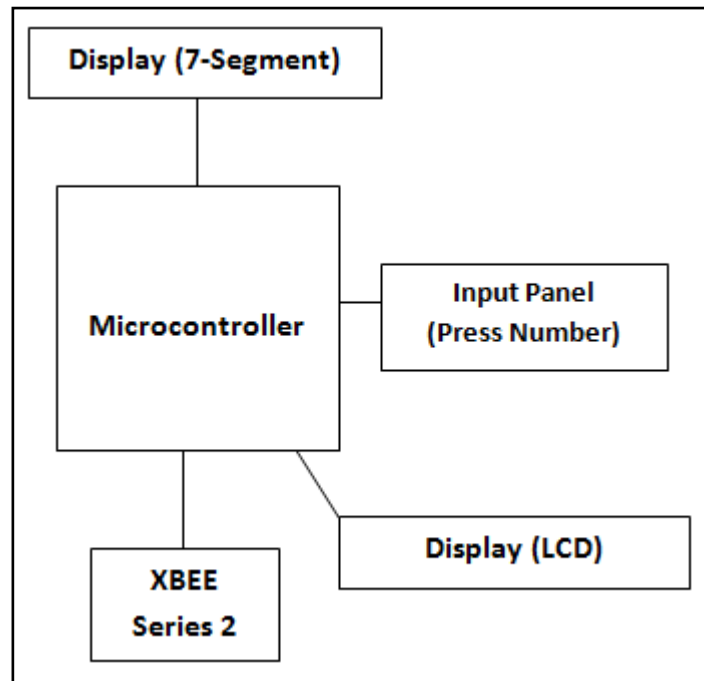 Display (7-Segment)
Microcontroller
Input Panel
(Press Number)
Display (LCD)
XBEE
Series 2